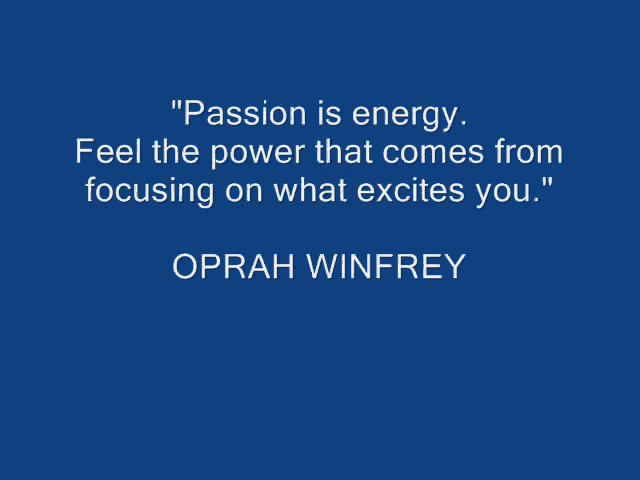 "Passion is energy.
Feel the power that comes from
focusing on what excites you."
OPRAH WINFREY